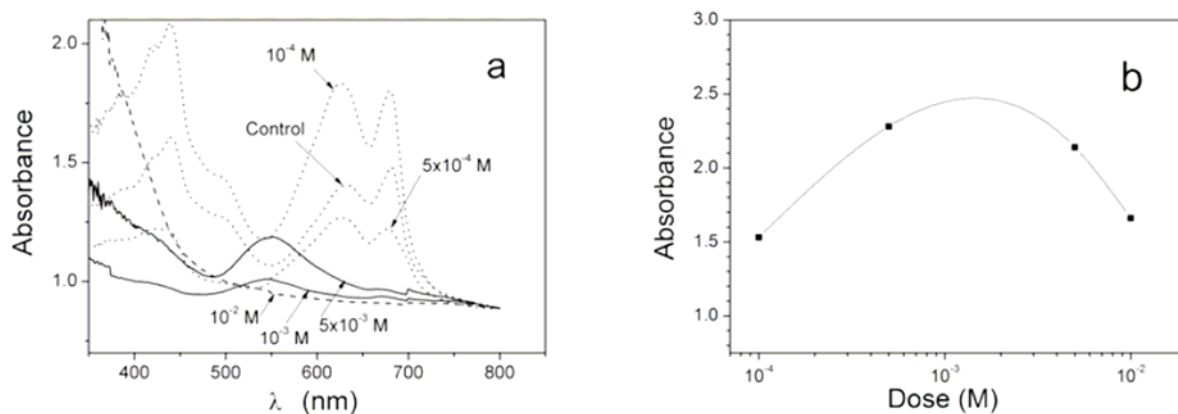 a
10⁻⁴ M
Control
5x10⁻⁴ M
10⁻² M
10⁻³ M
5x10⁻³ M
Absorbance
2.0
1.5
1.0
400 500 600 700 800
λ (nm)
b
Absorbance
3.0
2.5
2.0
1.5
1.0
10⁻⁴ 10⁻³ 10⁻²
Dose (M)